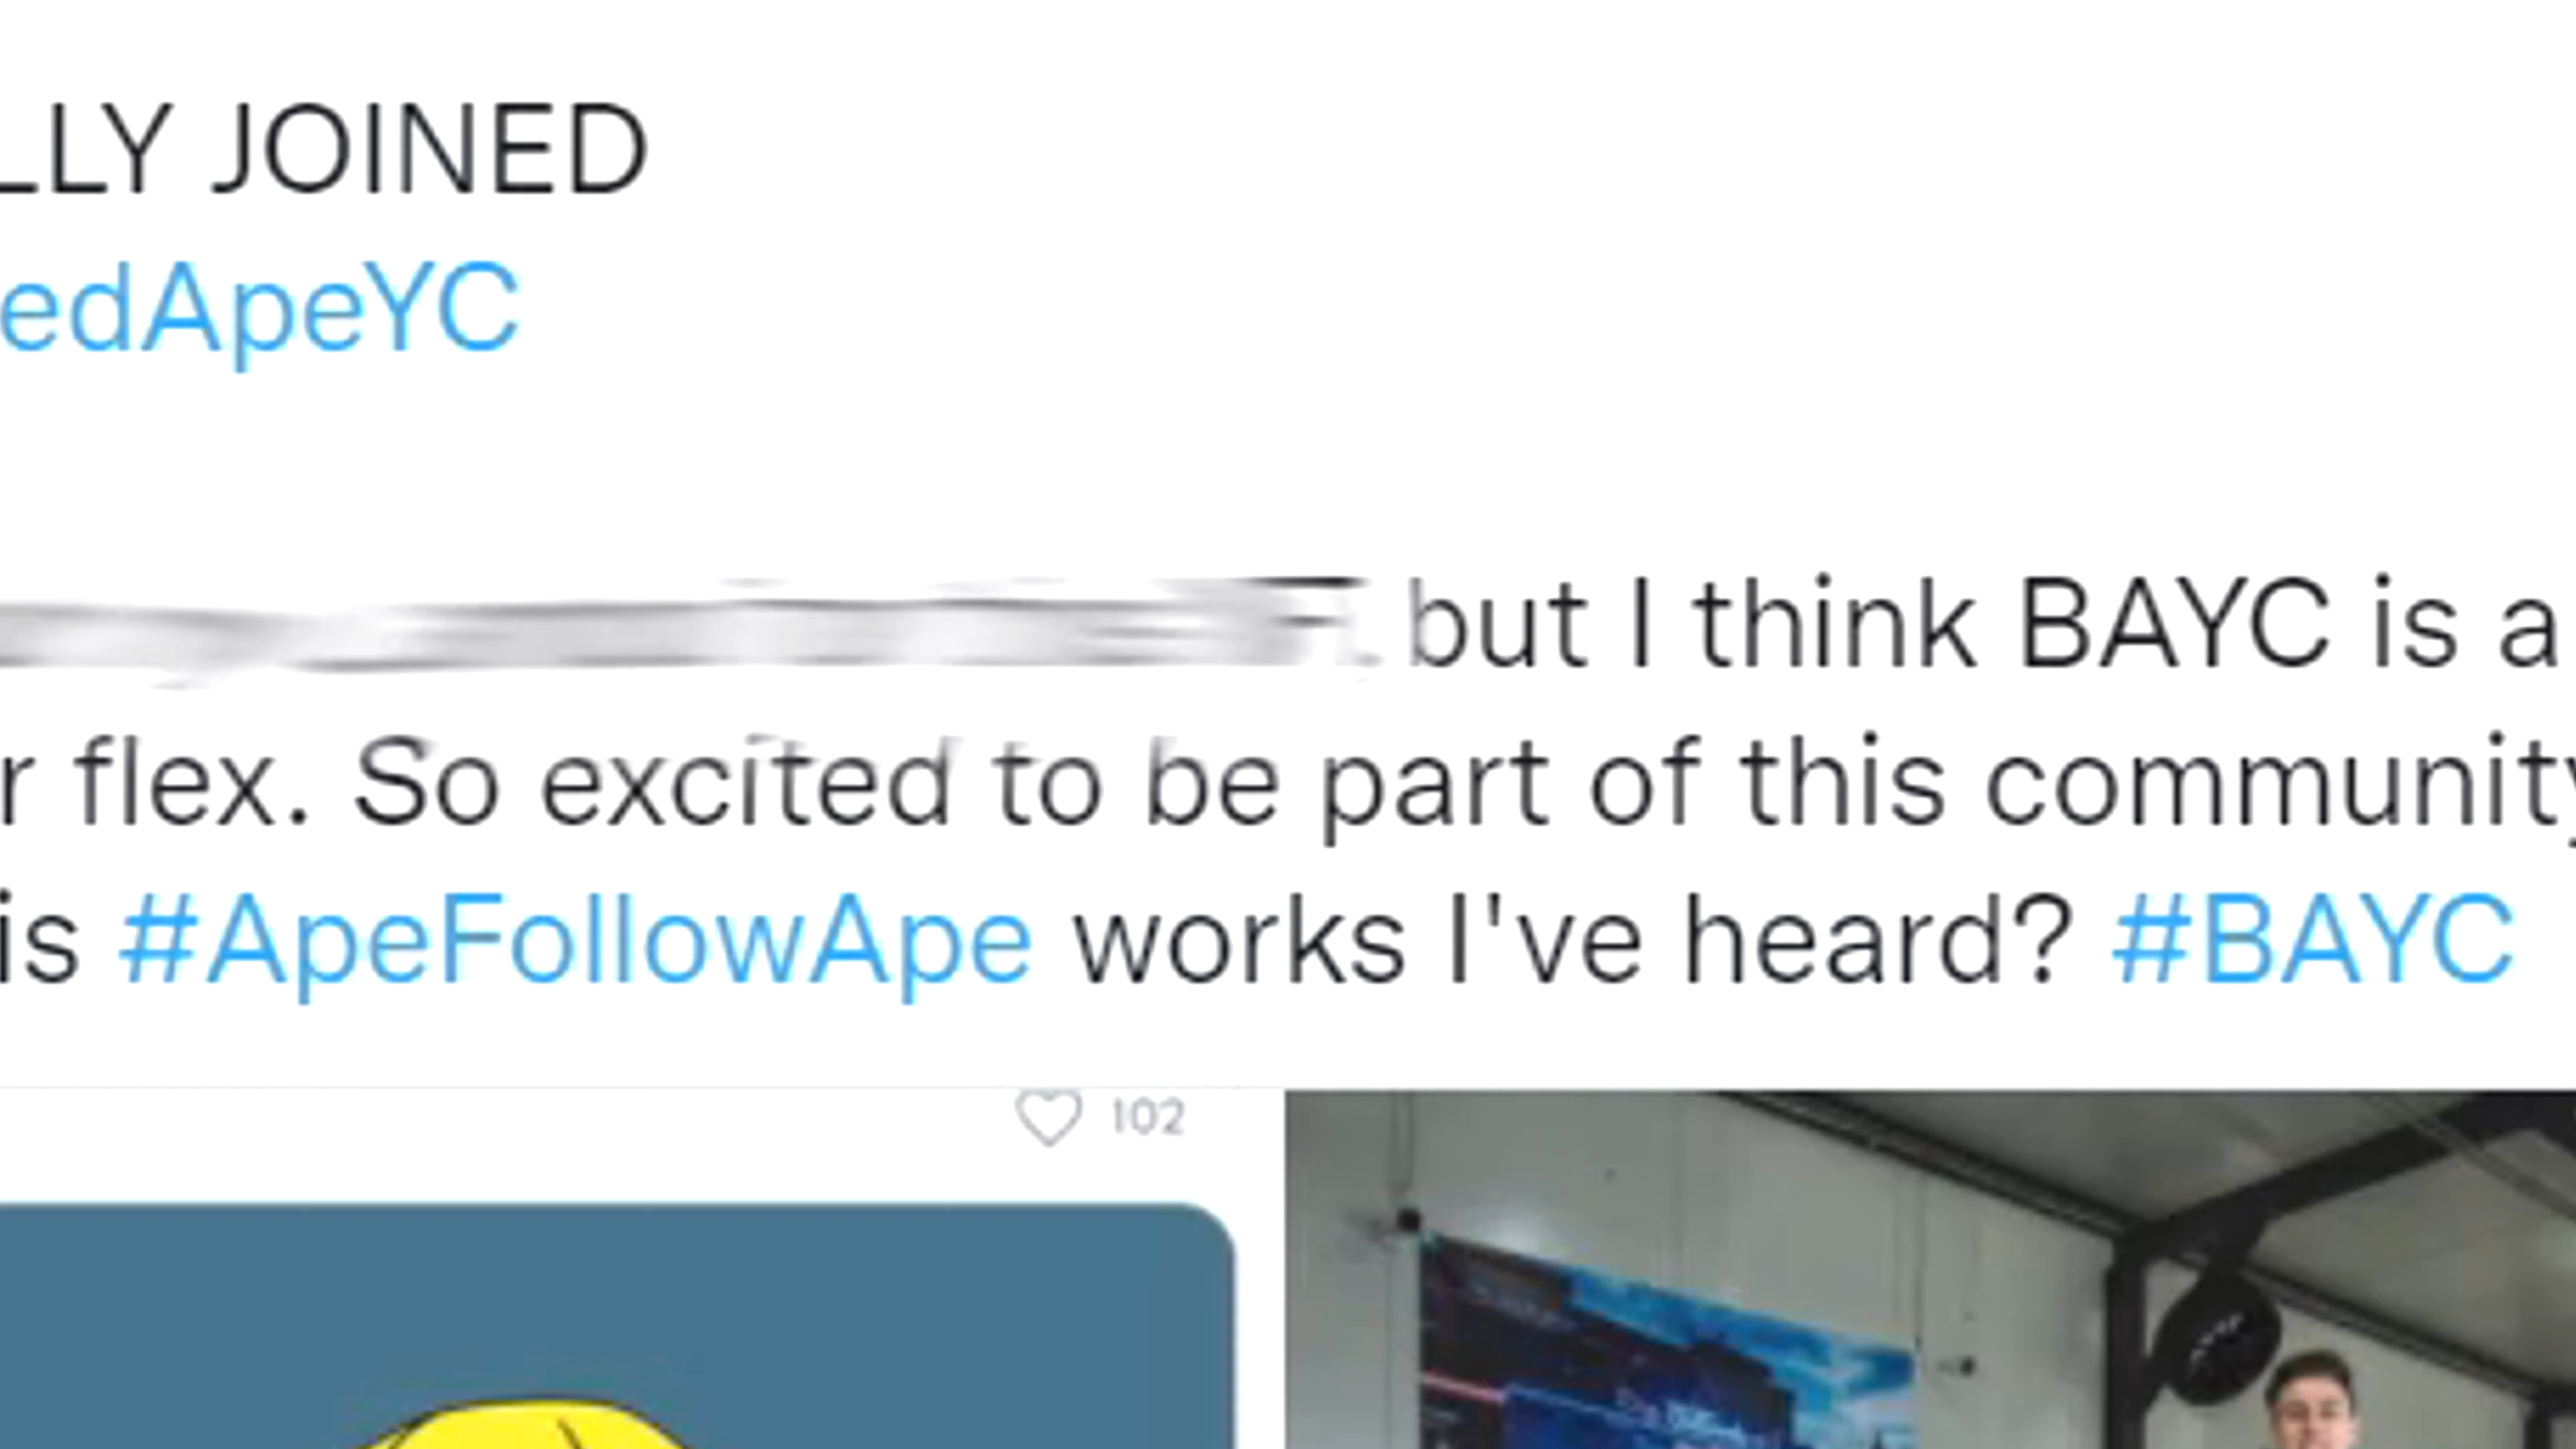 LLY JOINED
edApeYC
but I think BAYC is a
r flex. So excited to be part of this community
is #ApeFollowApe works I've heard? #BAYC
102